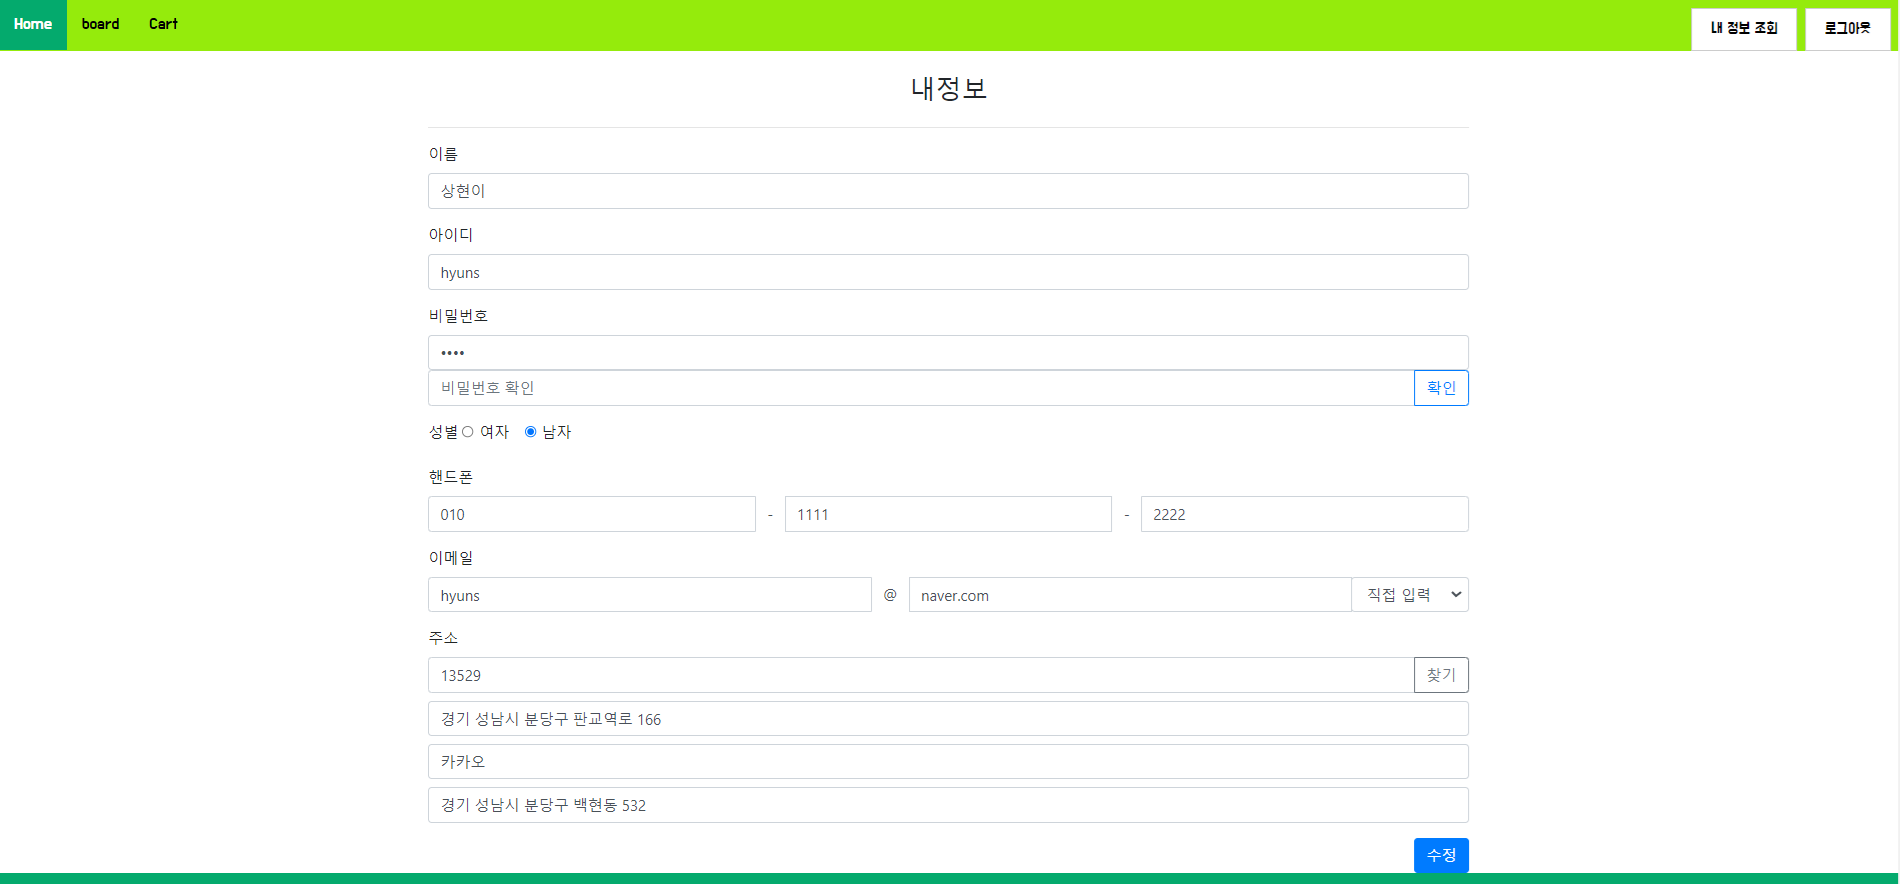 Home board Cart 내 정보 조회 로그아웃
내정보
이름
상현이
아이디
hyuns
비밀번호
••••
비밀번호 확인 확인
성별 여자 남자
핸드폰
010 - 1111 - 2222
이메일
hyuns @ naver.com 직접 입력
주소
13529 찾기
경기 성남시 분당구 판교역로 166
카카오
경기 성남시 분당구 백현동 532
수정